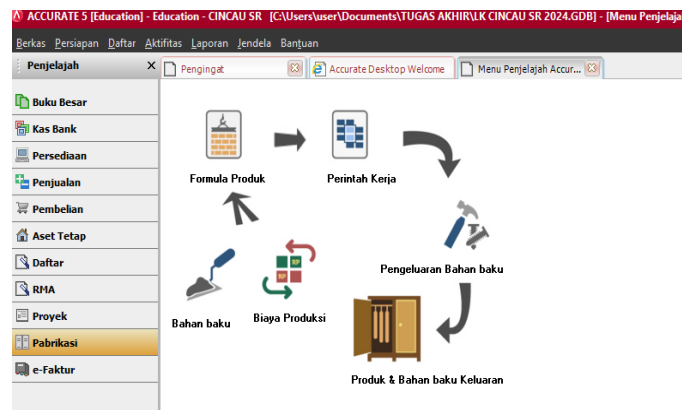 ACCURATE 5 [Education] - Education - CINCAU SR [C:\Users\user\Documents\TUGAS AKHIR\LK CINCAU SR 2024.GDB] - [Menu Penjelaja
Berkas Persiapan Daftar Aktifitas Laporan Jendela Bantuan
Penjelajah X
Pengingat
Accurate Desktop Welcome
Menu Penjelajah Accur...
Buku Besar
Kas Bank
Persediaan
Penjualan
Pembelian
Aset Tetap
Daftar
RMA
Proyek
Pabrikasi
e-Faktur
Formula Produk
Perintah Kerja
Pengeluaran Bahan baku
RP
RP
Bahan baku
Biaya Produksi
Produk & Bahan baku Keluaran